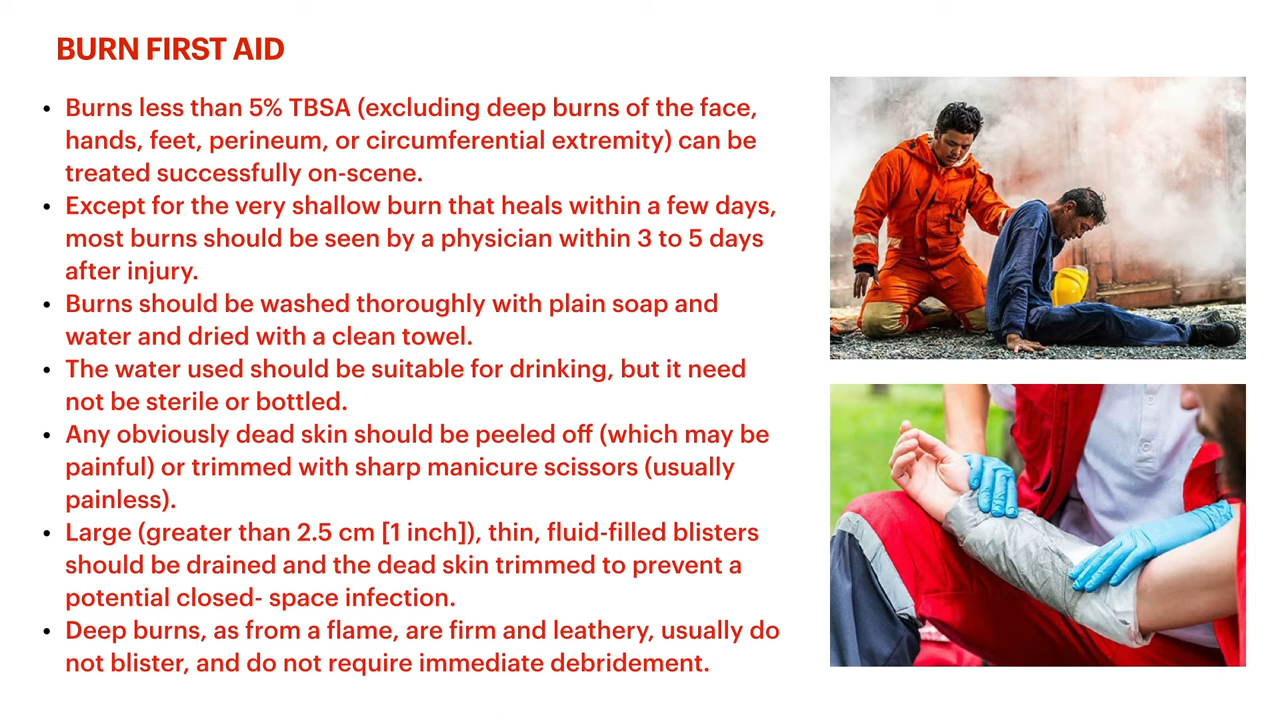 BURN FIRST AID
• Burns less than 5% TBSA (excluding deep burns of the face,
hands, feet, perineum, or circumferential extremity) can be
treated successfully on-scene.
• Except for the very shallow burn that heals within a few days,
most burns should be seen by a physician within 3 to 5 days
after injury.
• Burns should be washed thoroughly with plain soap and
water and dried with a clean towel.
• The water used should be suitable for drinking, but it need
not be sterile or bottled.
• Any obviously dead skin should be peeled off (which may be
painful) or trimmed with sharp manicure scissors (usually
painless).
• Large (greater than 2.5 cm [1 inch]), thin, fluid-filled blisters
should be drained and the dead skin trimmed to prevent a
potential closed- space infection.
• Deep burns, as from a flame, are firm and leathery, usually do
not blister, and do not require immediate debridement.